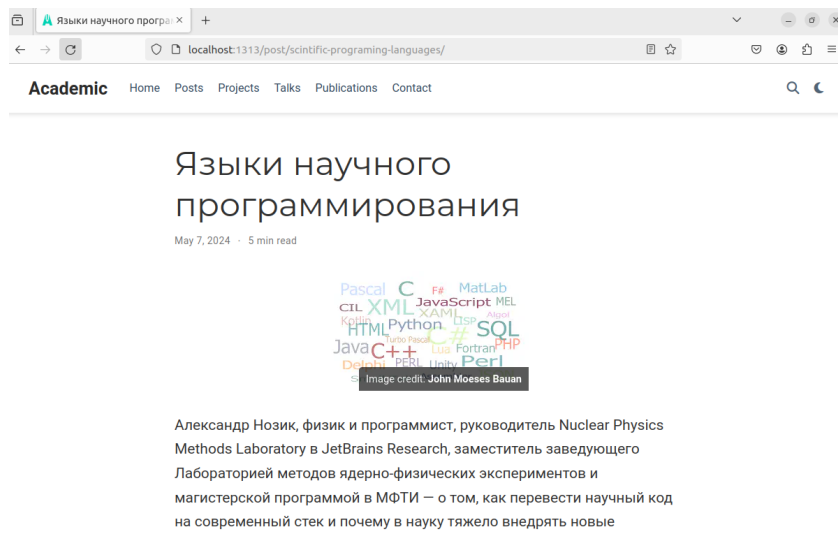 Языки научного програм
localhost:1313/post/scintific-programing-languages/
Academic Home Posts Projects Talks Publications Contact
Языки научного
программирования
May 7, 2024 · 5 min read
Pascal C F# MatLab
CIL XML JavaScript MEL
XAML Algol
Kotlin HTML Python LISP SQL
Turbo Pascal C#
Java C++ Lua Fortran PHP
Delphi PERL Unity Perl
Image credit: John Moeses Bauan
Александр Нозик, физик и программист, руководитель Nuclear Physics
Methods Laboratory в JetBrains Research, заместитель заведующего
Лабораторией методов ядерно-физических экспериментов и
магистерской программой в МФТИ — о том, как перевести научный код
на современный стек и почему в науку тяжело внедрять новые